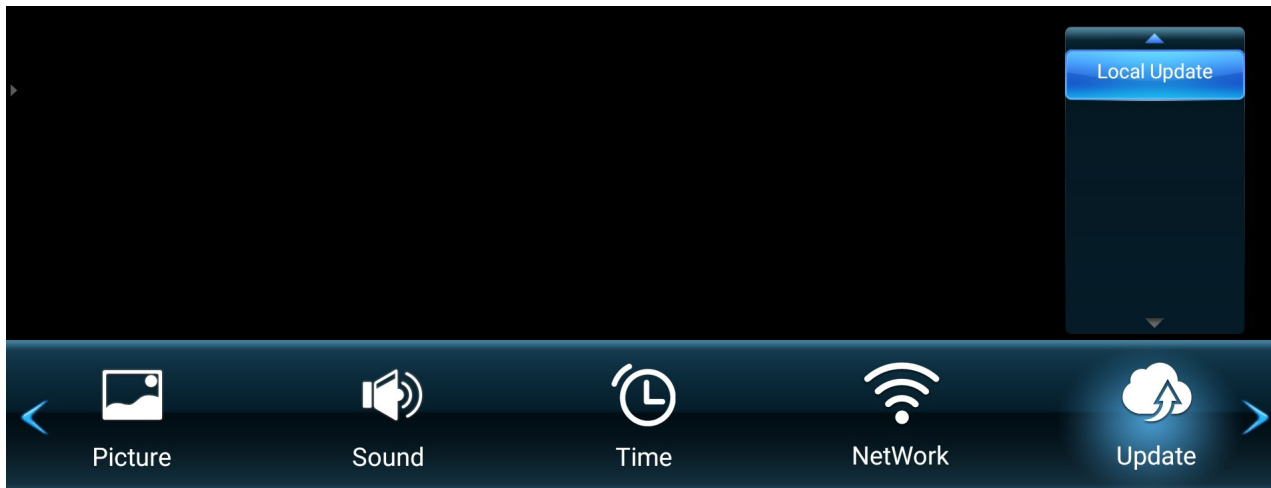 Local Update
Picture
Sound
Time
NetWork
Update